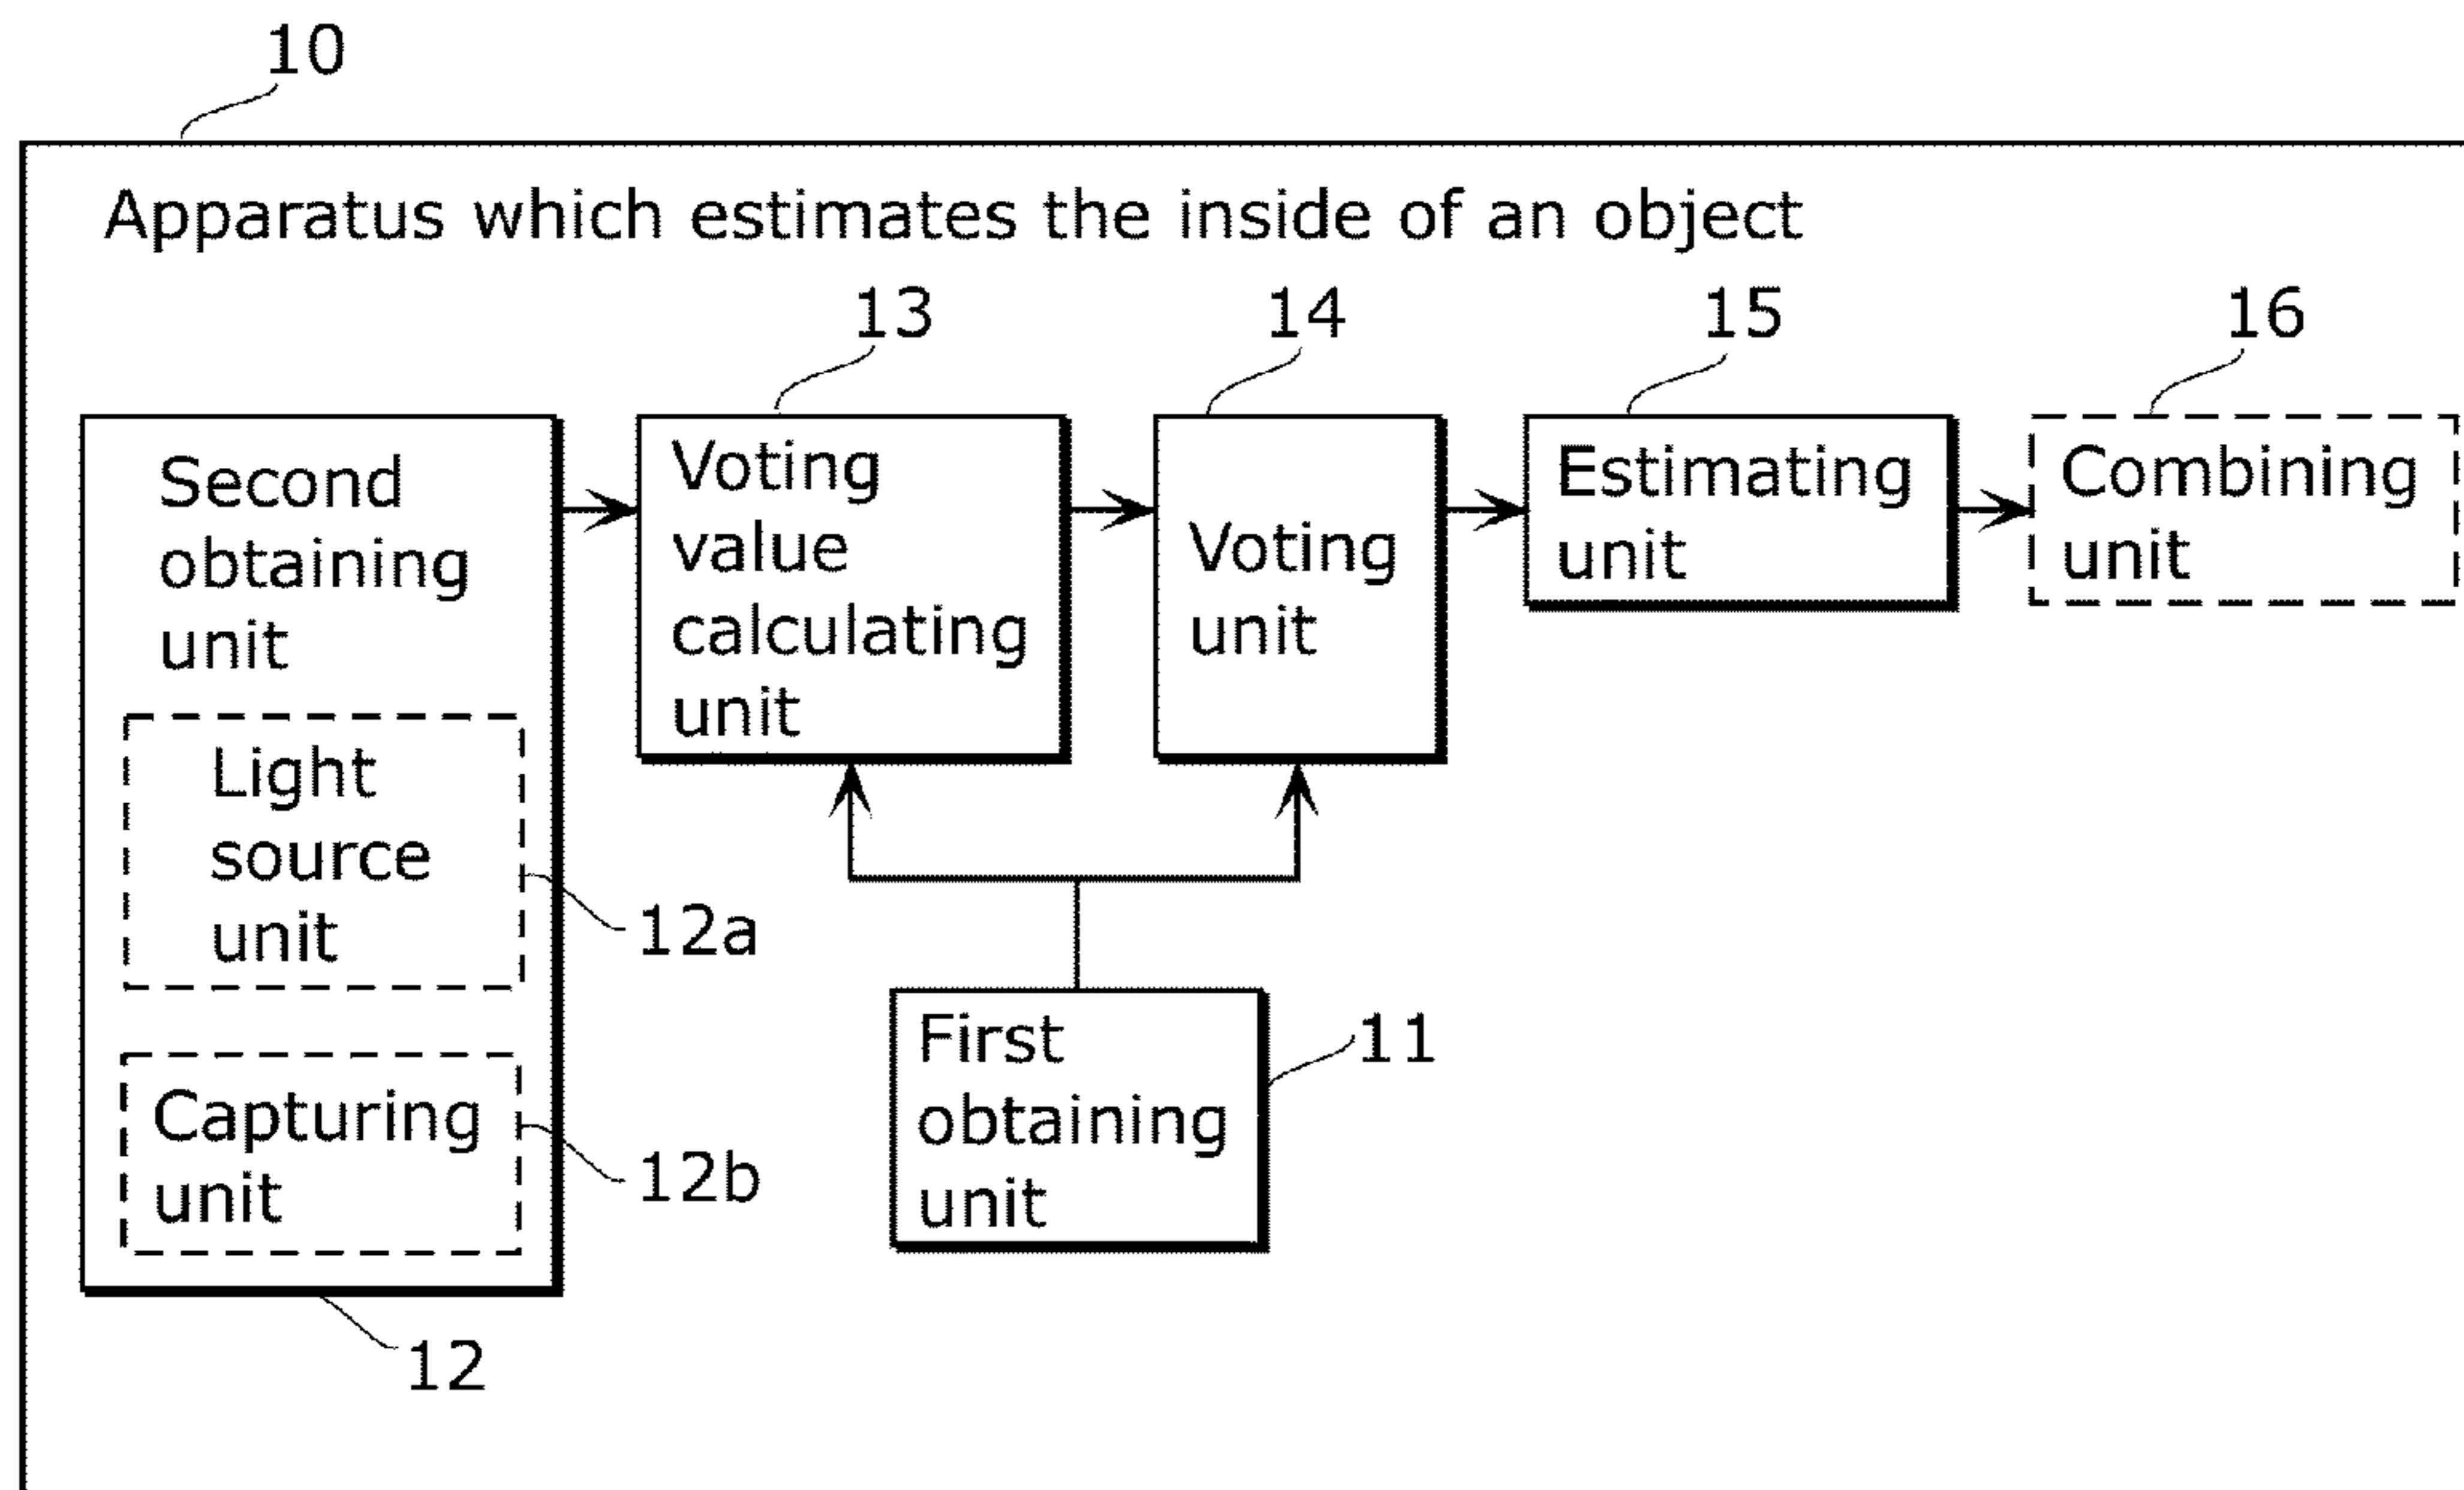 10
Apparatus which estimates the inside of an object
13
14
15
16
Second
obtaining
unit
Voting
value
calculating
unit
Voting
unit
Estimating
unit
Combining
unit
Light
source
unit
12a
Capturing
unit
12b
First
obtaining
unit
11
12